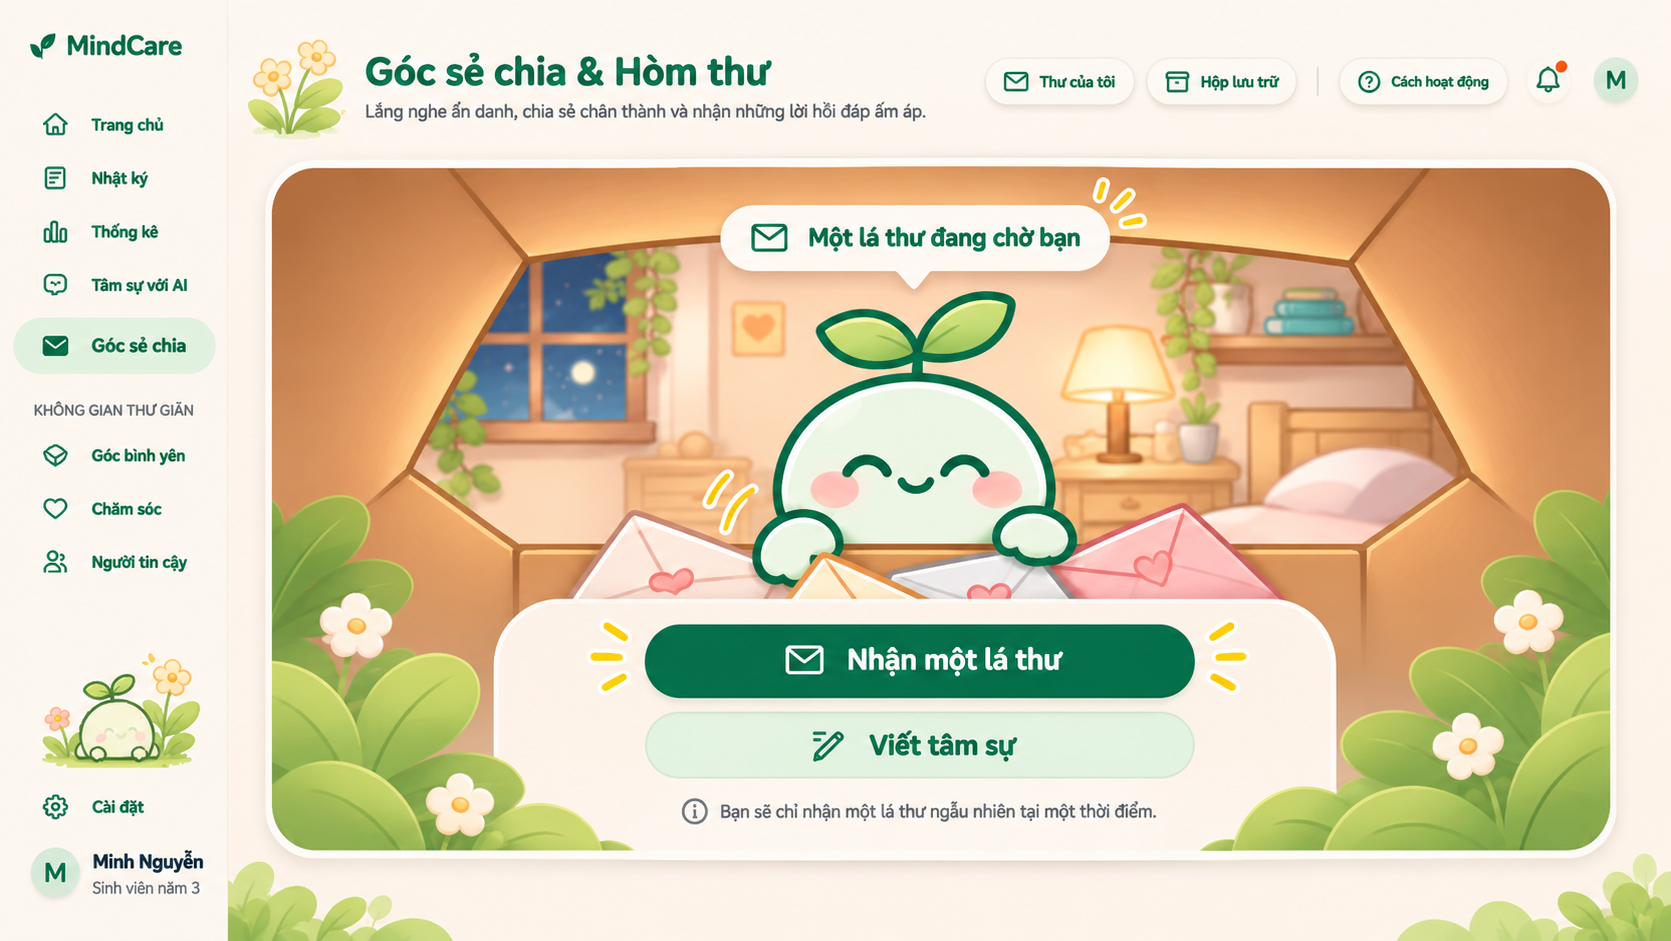 MindCare
Trang chủ
Nhật ký
Thống kê
Tâm sự với AI
Góc sẻ chia
KHÔNG GIAN THƯ GIÃN
Góc bình yên
Chăm sóc
Người tin cậy
Cài đặt
M
Minh Nguyễn
Sinh viên năm 3
Góc sẻ chia & Hòm thư
Lắng nghe ẩn danh, chia sẻ chân thành và nhận những lời hồi đáp ấm áp.
Thư của tôi
Hộp lưu trữ
Cách hoạt động
M
Một lá thư đang chờ bạn
Nhận một lá thư
Viết tâm sự
Bạn sẽ chỉ nhận một lá thư ngẫu nhiên tại một thời điểm.